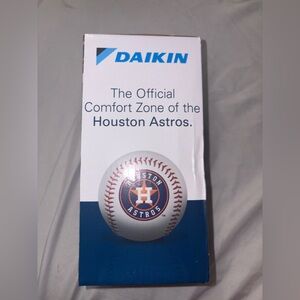 DAIKIN
The Official
Comfort Zone of the
Houston Astros.
HOUSTON
H
ASTROS